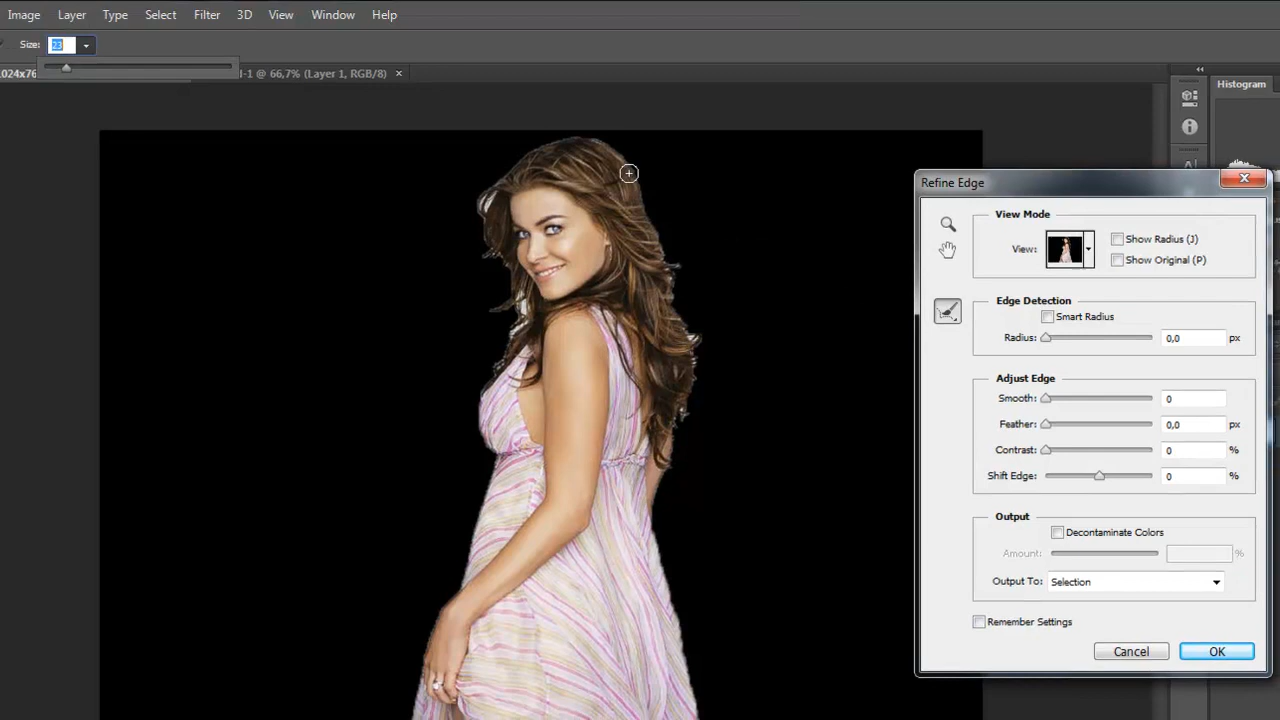 Image Layer Type Select Filter 3D View Window Help
Size: 23
1024x76 l-1 @ 66,7% (Layer 1, RGB/8) ×
Histogram
A|
Refine Edge
View Mode
View:
Show Radius (J)
Show Original (P)
Edge Detection
Smart Radius
Radius: 0,0 px
Adjust Edge
Smooth: 0
Feather: 0,0 px
Contrast: 0 %
Shift Edge: 0 %
Output
Decontaminate Colors
Amount: %
Output To: Selection
Remember Settings
Cancel OK